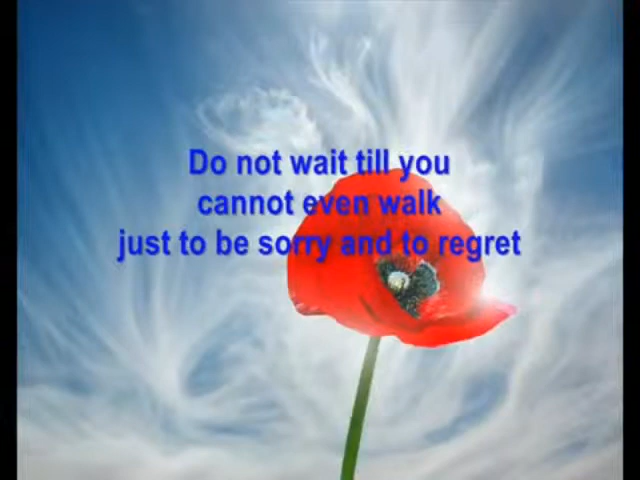 Do not wait till you
cannot even walk
just to be sorry and to regret